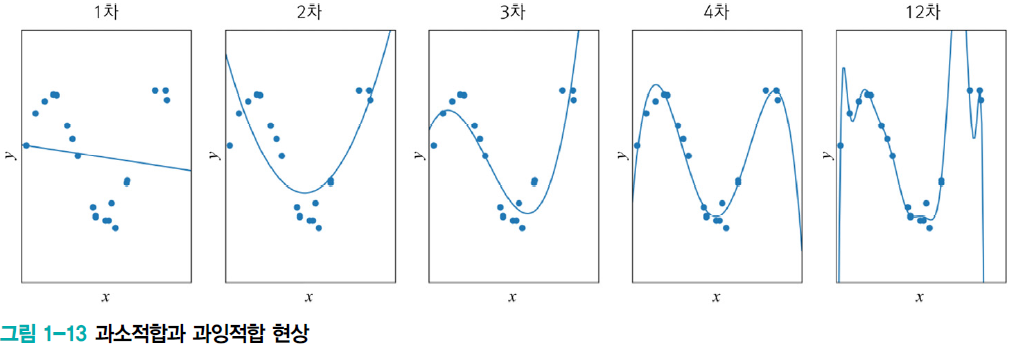 1차 2차 3차 4차 12차
y y y y y
x x x x x
그림 1-13 과소적합과 과잉적합 현상